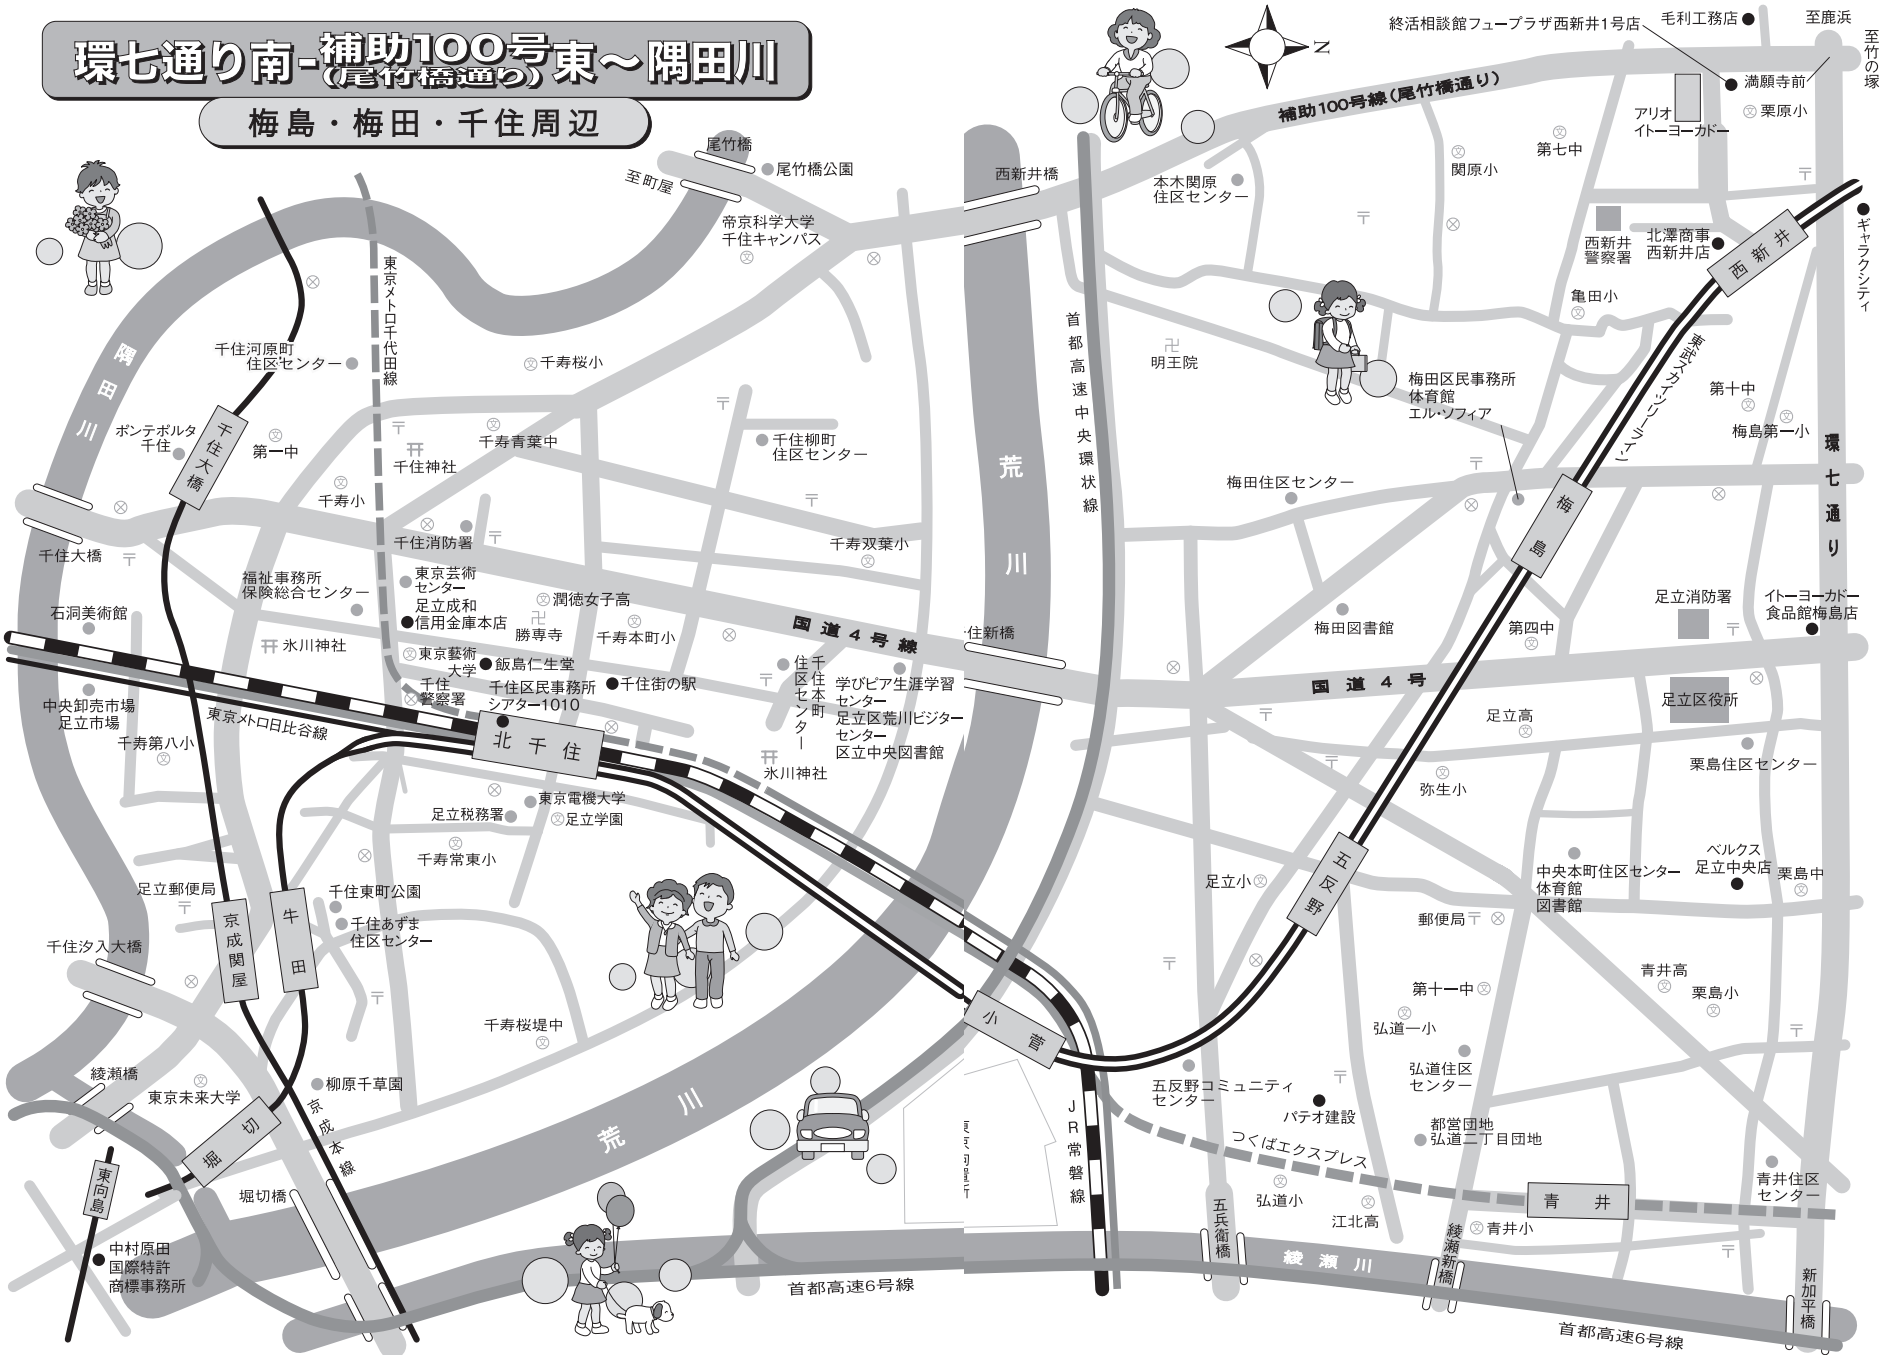 環七通り南-補助100号東～隅田川
(尾竹橋通り)
梅島・梅田・千住周辺
N
終活相談館フュープラザ西新井1号店
毛利工務店
至鹿浜
至竹の塚
満願寺前
アリオ
イトーヨーカドー
文 栗原小
補助100号線(尾竹橋通り)
第七中
関原小
本木関原
住区センター
西新井橋
西新井
警察署
北澤商事
西新井店
西新井
ギャラクシティ
亀田小
東武スカイツリーライン
明王院
梅田区民事務所
体育館
エル・ソフィア
第十中
梅島第一小
環七通り
首都高速中央環状線
梅田住区センター
梅島
梅田図書館
第四中
足立消防署
イトーヨーカドー
食品館梅島店
国道4号
足立区役所
足立高
栗島住区センター
弥生小
五反野
足立小
中央本町住区センター
体育館
図書館
ベルクス
足立中央店
栗島中
郵便局
青井高
栗島小
第十一中
弘道一小
弘道住区
センター
五反野コミュニティ
センター
パテオ建設
都営団地
弘道二丁目団地
つくばエクスプレス
弘道小
江北高
青井
青井小
青井住区
センター
五兵衛橋
綾瀬新橋
新加平橋
綾瀬川
首都高速6号線
JR常磐線
小菅
尾竹橋
尾竹橋公園
至町屋
帝京科学大学
千住キャンパス
東京メトロ千代田線
隅田川
千住河原町
住区センター
千寿桜小
ポンテポルタ
千住
千住大橋
第一中
千寿青葉中
千住神社
千寿小
千住柳町
住区センター
荒川
千住消防署
千寿双葉小
千住大橋
福祉事務所
保険総合センター
東京芸術
センター
足立成和
信用金庫本店
潤徳女子高
勝専寺
千寿本町小
国道4号線
・住新橋
石洞美術館
氷川神社
東京藝術
大学
飯島仁生堂
千住
警察署
千住区民事務所
シアター1010
千住街の駅
千住本町
住区センター
学びピア生涯学習
センター
足立区荒川ビジター
センター
区立中央図書館
中央卸売市場
足立市場
東京メトロ日比谷線
千寿第八小
北千住
氷川神社
足立税務署
東京電機大学
足立学園
千寿常東小
足立郵便局
京成関屋
牛田
千住東町公園
千住あずま
住区センター
千住汐入大橋
千寿桜堤中
綾瀬橋
東京未来大学
柳原千草園
京成本線
堀切
堀切橋
東向島
中村原田
国際特許
商標事務所
荒川
首都高速6号線